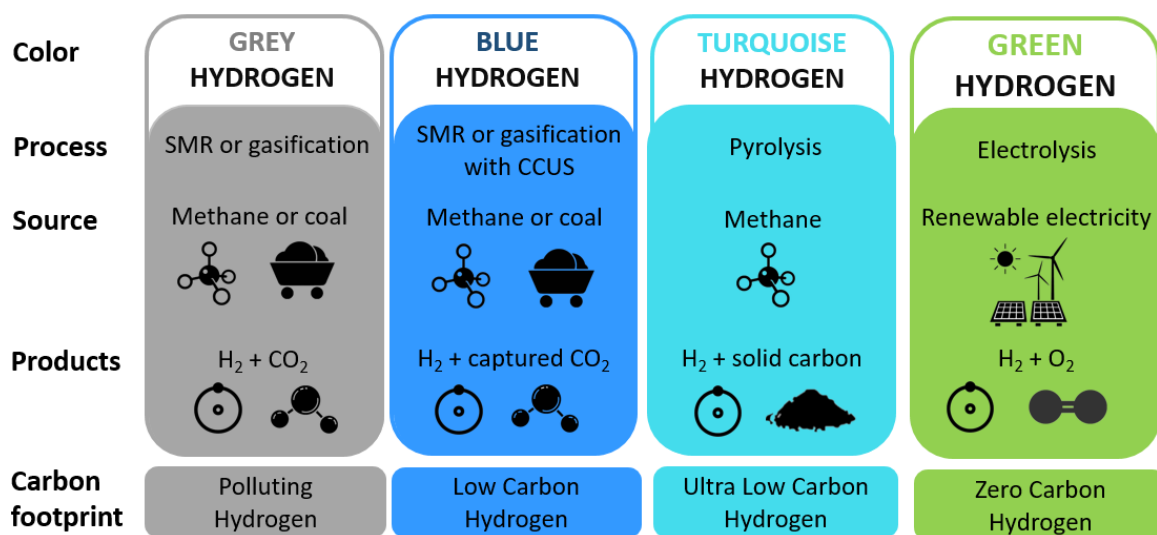 Color
GREY
HYDROGEN
BLUE
HYDROGEN
TURQUOISE
HYDROGEN
GREEN
HYDROGEN
Process
SMR or gasification
SMR or gasification
with CCUS
Pyrolysis
Electrolysis
Source
Methane or coal
Methane or coal
Methane
Renewable electricity
Products
H₂ + CO₂
H₂ + captured CO₂
H₂ + solid carbon
H₂ + O₂
Carbon
footprint
Polluting
Hydrogen
Low Carbon
Hydrogen
Ultra Low Carbon
Hydrogen
Zero Carbon
Hydrogen